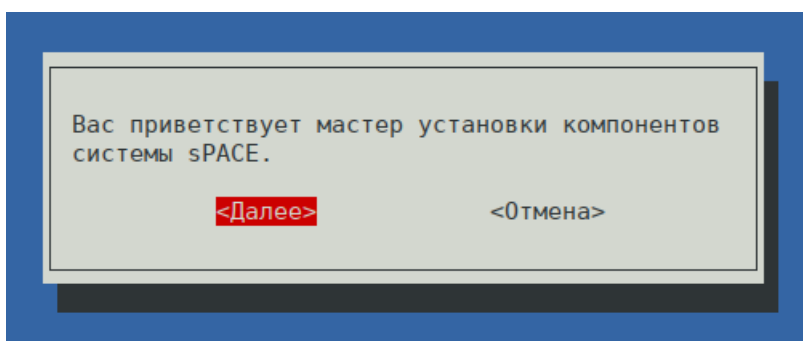 Вас приветствует мастер установки компонентов
системы sPACE.
<Далее> <Отмена>